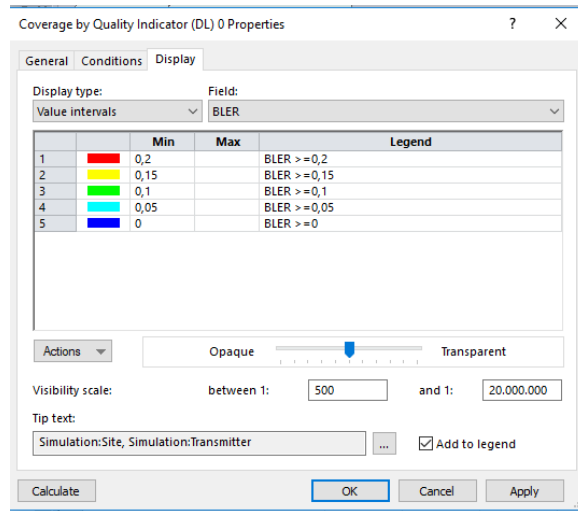 Coverage by Quality Indicator (DL) 0 Properties ? ×
General Conditions Display
Display type: Field:
Value intervals BLER
Min Max Legend
1 0,2 BLER >=0,2
2 0,15 BLER >=0,15
3 0,1 BLER >=0,1
4 0,05 BLER >=0,05
5 0 BLER >=0
Actions Opaque Transparent
Visibility scale: between 1: 500 and 1: 20.000.000
Tip text:
Simulation:Site, Simulation:Transmitter ... Add to legend
Calculate OK Cancel Apply